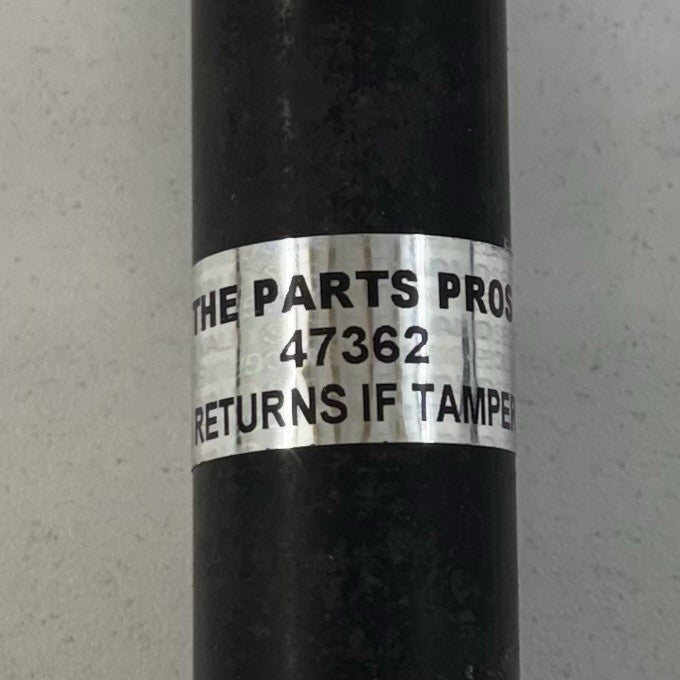 THE PARTS PROS
47362
RETURNS IF TAMPE